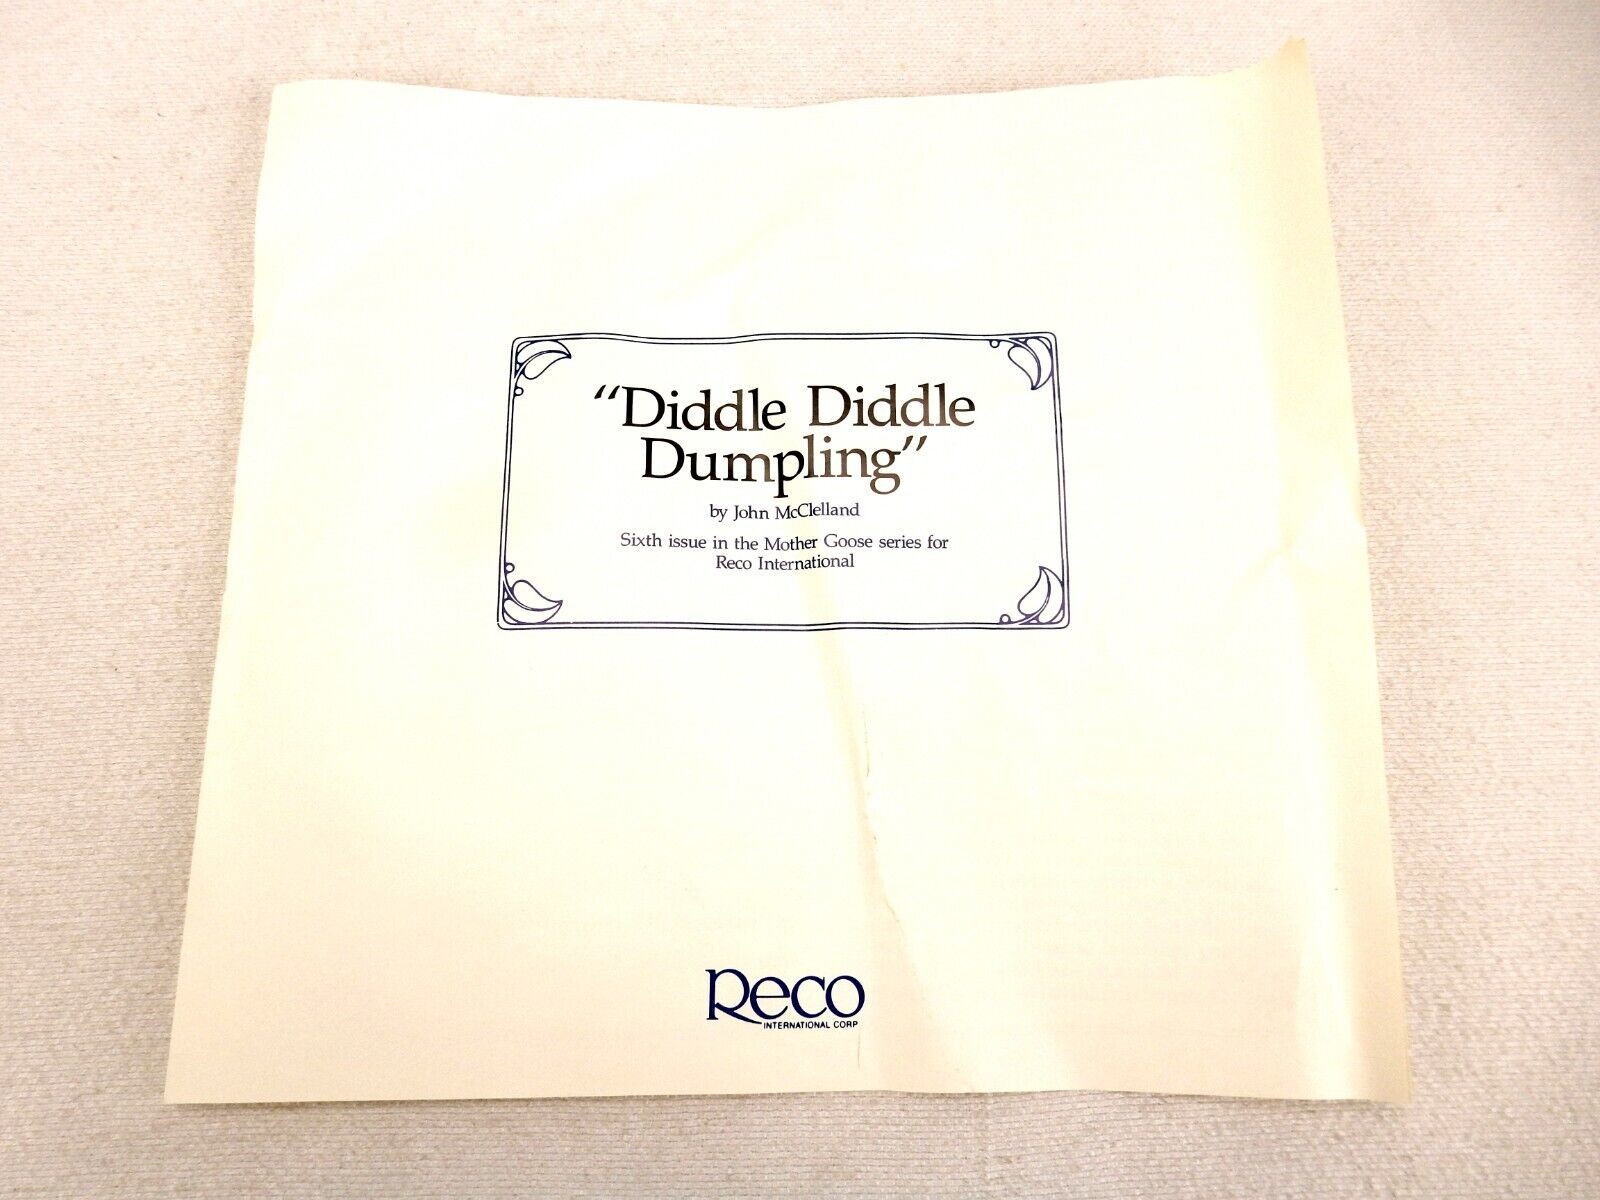 "Diddle Diddle
Dumpling"
by John McClelland
Sixth issue in the Mother Goose series for
Reco International
Reco
INTERNATIONAL CORP